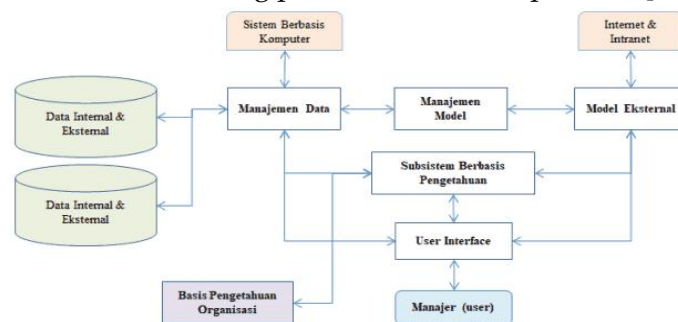 Sistem Berbasis
Komputer
Internet &
Intranet
Data Internal &
Eksternal
Manajemen Data
Manajemen
Model
Model Eksternal
Subsistem Berbasis
Pengetahuan
Data Internal &
Eksternal
User Interface
Basis Pengetahuan
Organisasi
Manajer (user)